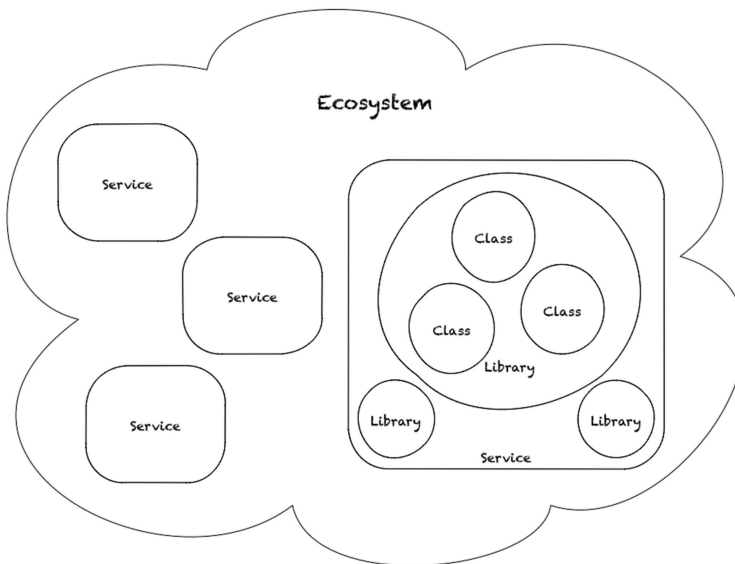 Ecosystem
Service
Service
Service
Class
Class
Class
Library
Library
Library
Service